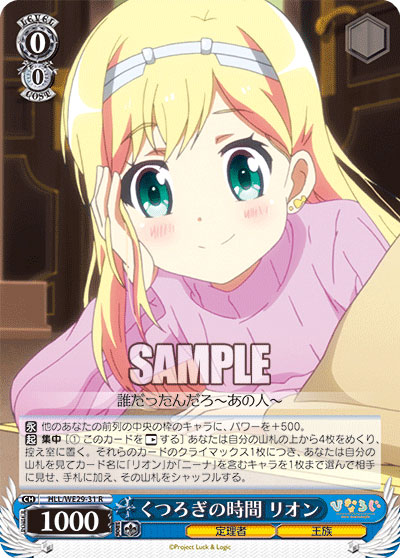 LEVEL
0
0
COST
SAMPLE
誰だったんだろ～あの人～
永 他のあなたの前列の中央の枠のキャラに、パワーを＋500。
起 集中 [① このカードを する] あなたは自分の山札の上から4枚をめくり、
控え室に置く。それらのカードのクライマックス1枚につき、あなたは自分の
山札を見てカード名に「リオン」か「ニーナ」を含むキャラを1枚まで選んで相手に
見せ、手札に加え、その山札をシャッフルする。
CH HLL/WE29-31 R
1000
くつろぎの時間 リオン
ひなろじ
定理者
王族
©Project Luck & Logic